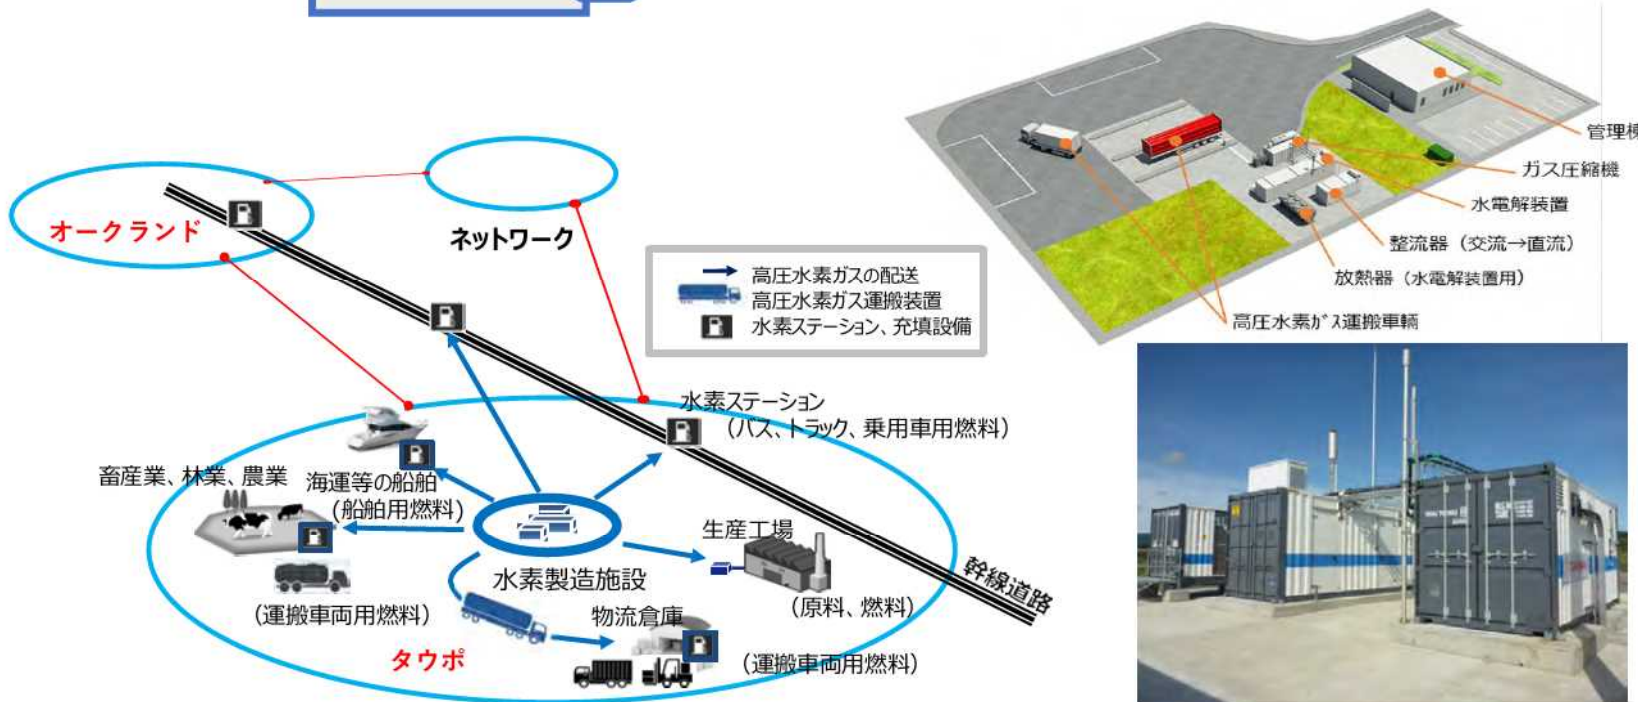 オークランド
ネットワーク
高圧水素ガスの配送
高圧水素ガス運搬装置
水素ステーション、充填設備
水素ステーション
(バス、トラック、乗用車用燃料)
畜産業、林業、農業
海運等の船舶
(船舶用燃料)
生産工場
(原料、燃料)
水素製造施設
幹線道路
(運搬車両用燃料)
物流倉庫
(運搬車両用燃料)
タウポ
管理棟
ガス圧縮機
水電解装置
整流器（交流→直流）
放熱器（水電解装置用）
高圧水素ガス運搬車輌